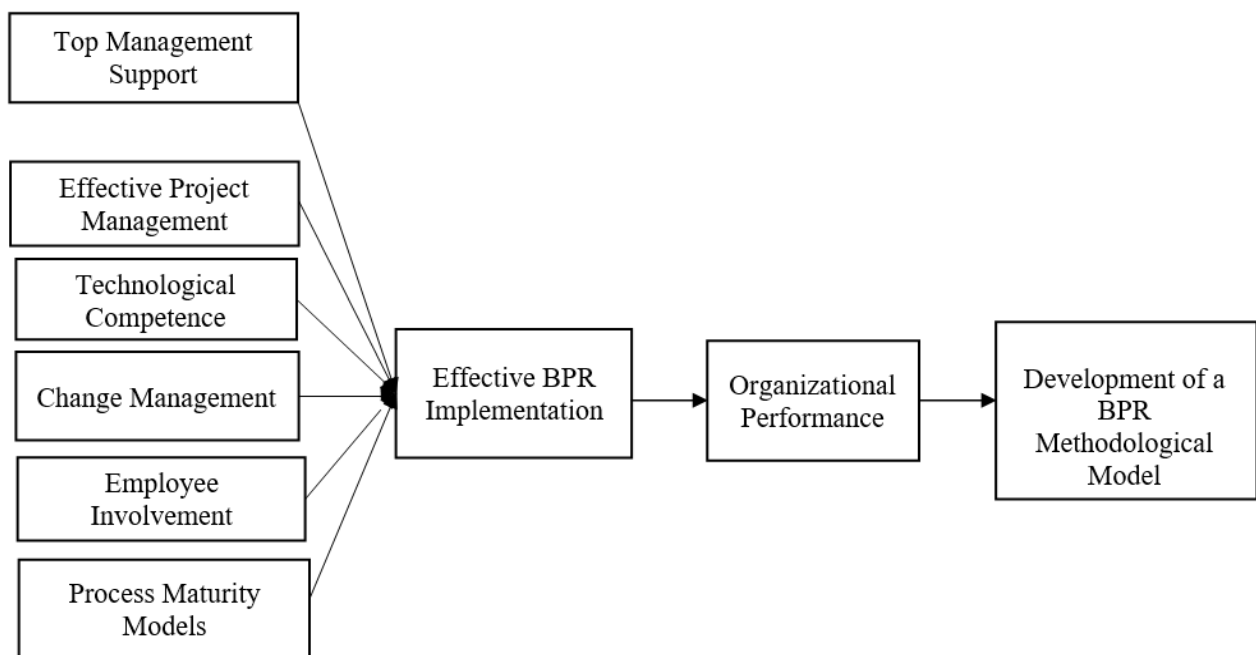 Top Management
Support
Effective Project
Management
Technological
Competence
Change Management
Employee
Involvement
Process Maturity
Models
Effective BPR
Implementation
Organizational
Performance
Development of a
BPR
Methodological
Model